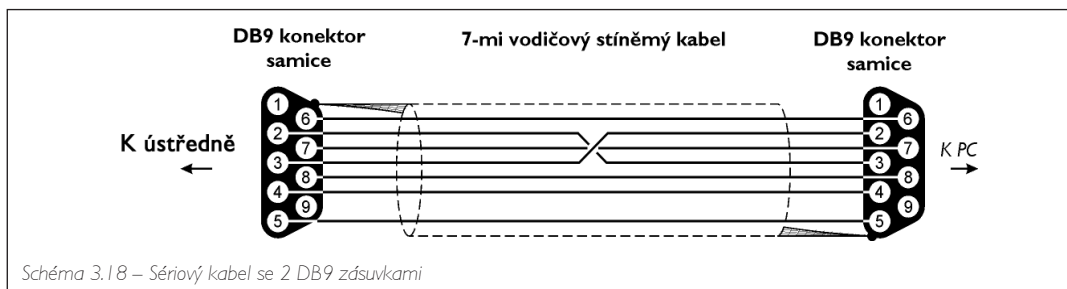 DB9 konektor
samice
7-mi vodičový stíněmý kabel
DB9 konektor
samice
K ústředně
K PC
1
6
2
7
3
8
4
9
5
1
6
2
7
3
8
4
9
5
Schéma 3.18 – Sériový kabel se 2 DB9 zásuvkami